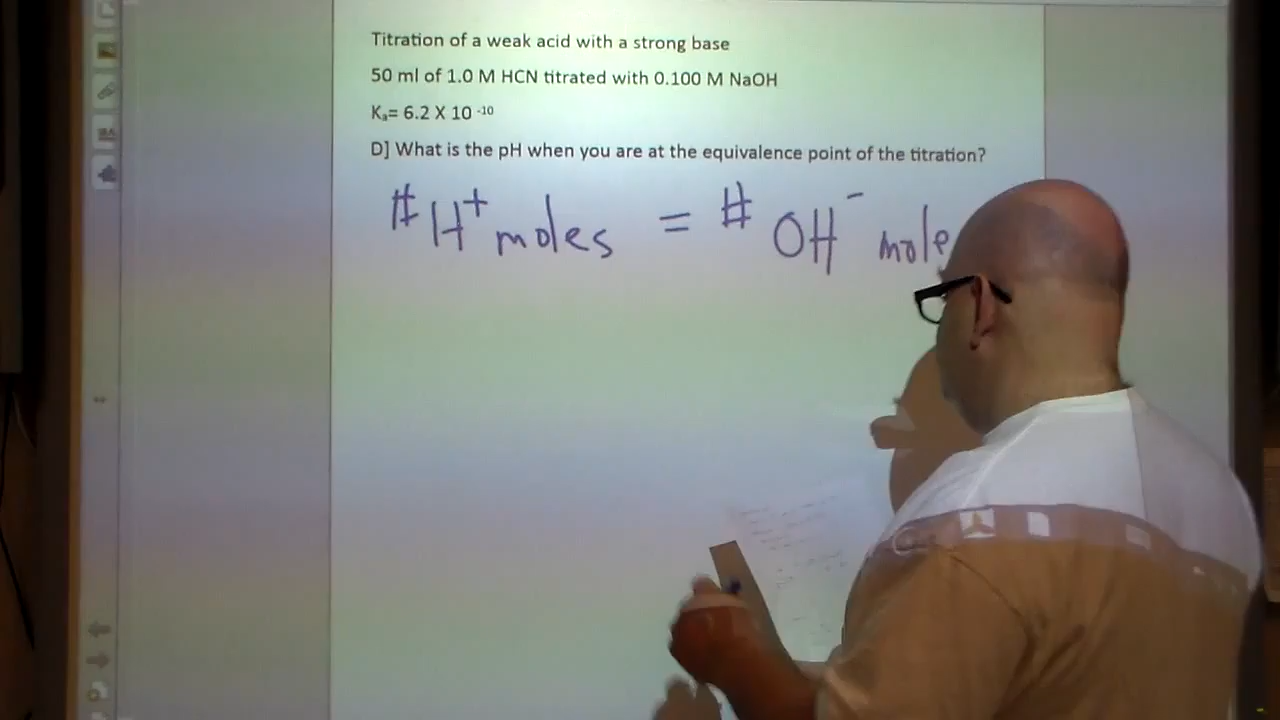 Titration of a weak acid with a strong base
50 ml of 1.0 M HCN titrated with 0.100 M NaOH
Kₐ= 6.2 X 10 ⁻¹⁰
D] What is the pH when you are at the equivalence point of the titration?
# H⁺ moles = # OH⁻ mole